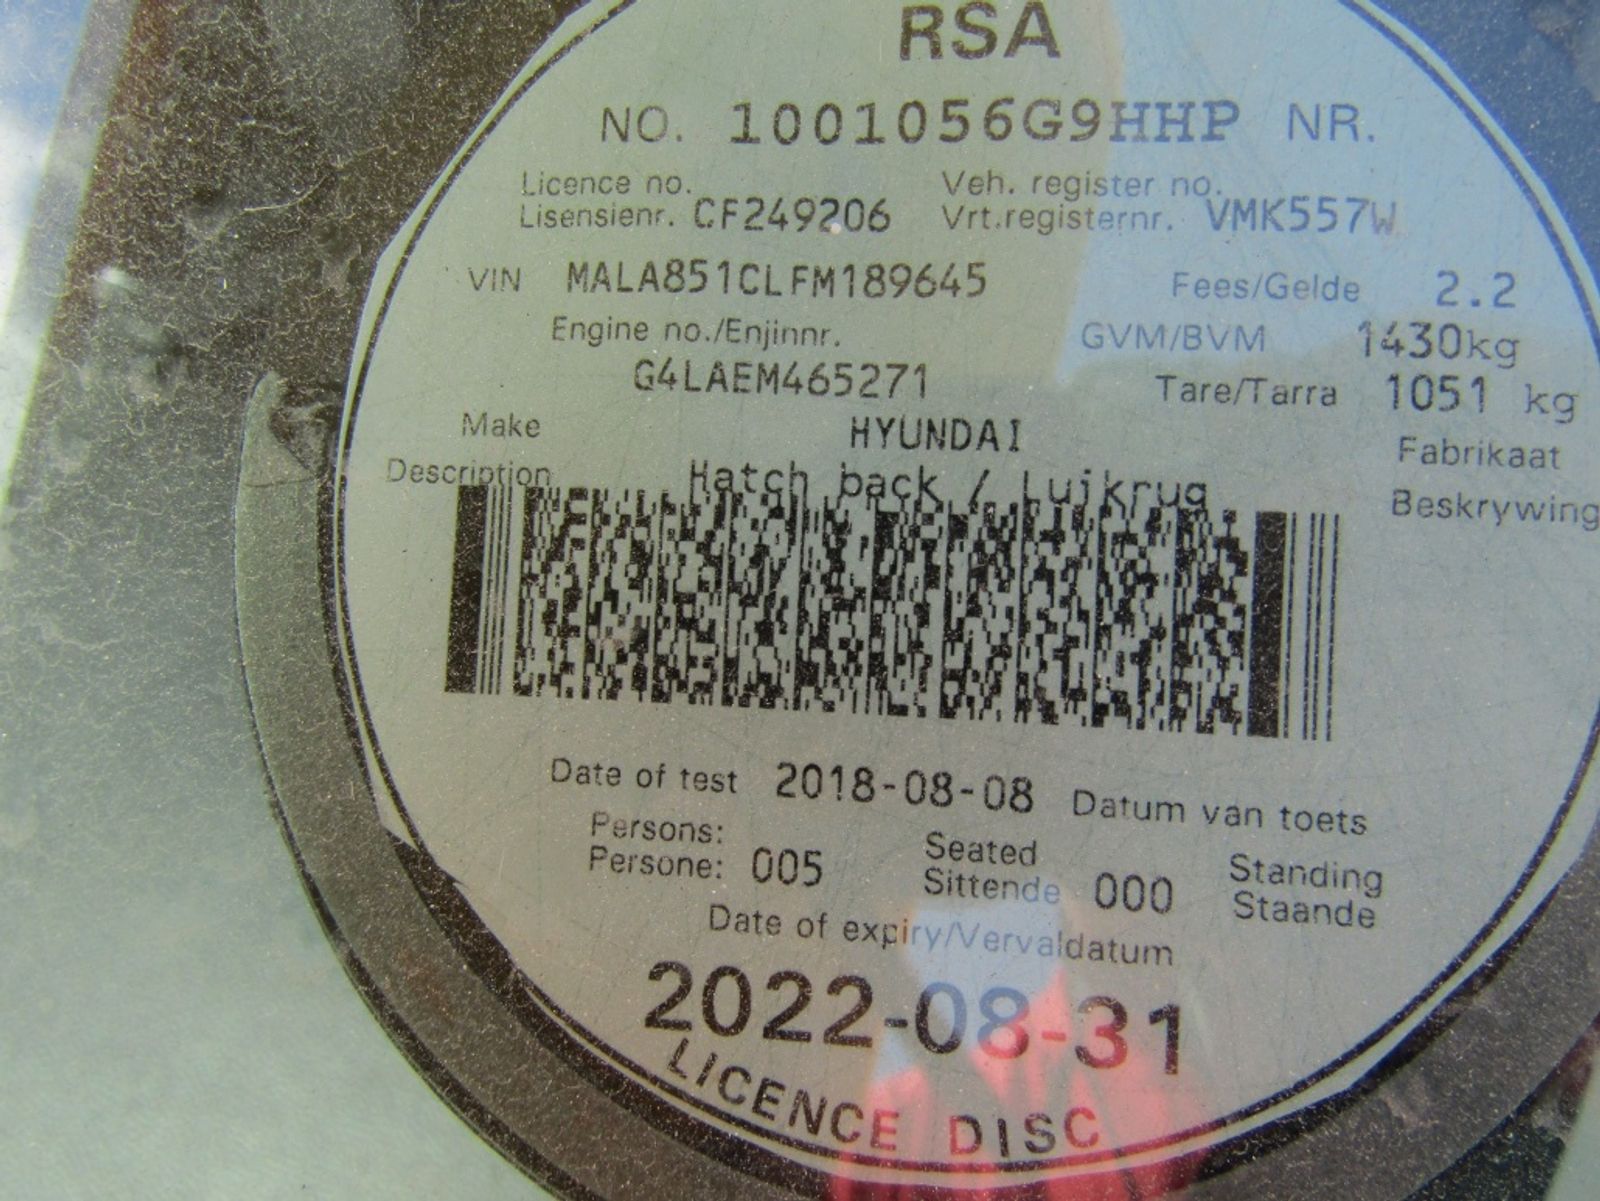 RSA
NO. 1001056G9HHP NR.
Licence no. Veh. register no.
Lisensienr. CF249206 Vrt.registernr. VMK557W
VIN MALA851CLFM189645 Fees/Gelde 2.2
Engine no./Enjinnr. GVM/BVM 1430kg
G4LAEM465271 Tare/Tarra 1051 kg
Make HYUNDAI Fabrikaat
Description Hatch back / Luikrug Beskrywing
Date of test 2018-08-08 Datum van toets
Persons: Seated Standing
Persone: 005 Sittende 000 Staande
Date of expiry/Vervaldatum
2022-08-31
LICENCE DISC